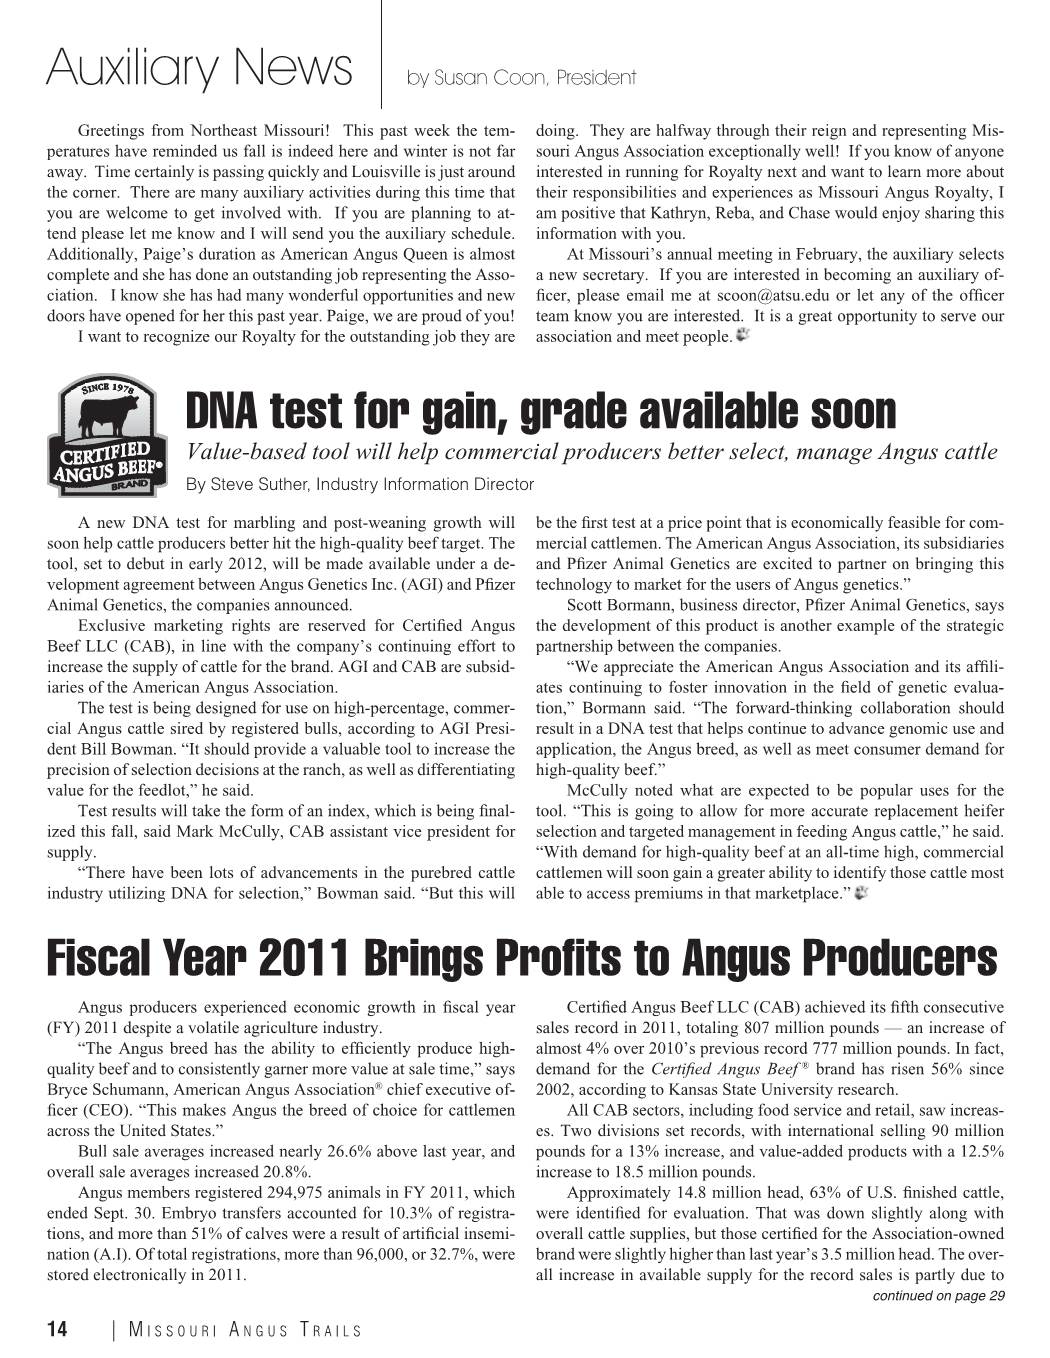 Auxiliary News
by Susan Coon, President
Greetings from Northeast Missouri!  This past week the tem-
peratures have reminded us fall is indeed here and winter is not far
away.  Time certainly is passing quickly and Louisville is just around
the corner.  There are many auxiliary activities during this time that
you are welcome to get involved with.  If you are planning to at-
tend please let me know and I will send you the auxiliary schedule.
Additionally, Paige’s duration as American Angus Queen is almost
complete and she has done an outstanding job representing the Asso-
ciation.   I know she has had many wonderful opportunities and new
doors have opened for her this past year. Paige, we are proud of you!
I want to recognize our Royalty for the outstanding job they are
doing.  They are halfway through their reign and representing Mis-
souri Angus Association exceptionally well!  If you know of anyone
interested in running for Royalty next and want to learn more about
their responsibilities and experiences as Missouri Angus Royalty, I
am positive that Kathryn, Reba, and Chase would enjoy sharing this
information with you.
At Missouri’s annual meeting in February, the auxiliary selects
a new secretary.  If you are interested in becoming an auxiliary of-
ficer, please email me at scoon@atsu.edu or let any of the officer
team know you are interested.  It is a great opportunity to serve our
association and meet people.
SINCE 1978
CERTIFIED
ANGUS BEEF®
BRAND
DNA test for gain, grade available soon
Value-based tool will help commercial producers better select, manage Angus cattle
By Steve Suther, Industry Information Director
A new DNA test for marbling and post-weaning growth will
soon help cattle producers better hit the high-quality beef target. The
tool, set to debut in early 2012, will be made available under a de-
velopment agreement between Angus Genetics Inc. (AGI) and Pfizer
Animal Genetics, the companies announced.
Exclusive marketing rights are reserved for Certified Angus
Beef LLC (CAB), in line with the company’s continuing effort to
increase the supply of cattle for the brand. AGI and CAB are subsid-
iaries of the American Angus Association.
The test is being designed for use on high-percentage, commer-
cial Angus cattle sired by registered bulls, according to AGI Presi-
dent Bill Bowman. “It should provide a valuable tool to increase the
precision of selection decisions at the ranch, as well as differentiating
value for the feedlot,” he said.
Test results will take the form of an index, which is being final-
ized this fall, said Mark McCully, CAB assistant vice president for
supply.
“There have been lots of advancements in the purebred cattle
industry utilizing DNA for selection,” Bowman said. “But this will
be the first test at a price point that is economically feasible for com-
mercial cattlemen. The American Angus Association, its subsidiaries
and Pfizer Animal Genetics are excited to partner on bringing this
technology to market for the users of Angus genetics.”
Scott Bormann, business director, Pfizer Animal Genetics, says
the development of this product is another example of the strategic
partnership between the companies.
“We appreciate the American Angus Association and its affili-
ates continuing to foster innovation in the field of genetic evalua-
tion,” Bormann said. “The forward-thinking collaboration should
result in a DNA test that helps continue to advance genomic use and
application, the Angus breed, as well as meet consumer demand for
high-quality beef.”
McCully noted what are expected to be popular uses for the
tool. “This is going to allow for more accurate replacement heifer
selection and targeted management in feeding Angus cattle,” he said.
“With demand for high-quality beef at an all-time high, commercial
cattlemen will soon gain a greater ability to identify those cattle most
able to access premiums in that marketplace.”
Fiscal Year 2011 Brings Profits to Angus Producers
Angus producers experienced economic growth in fiscal year
(FY) 2011 despite a volatile agriculture industry.
“The Angus breed has the ability to efficiently produce high-
quality beef and to consistently garner more value at sale time,” says
Bryce Schumann, American Angus Association® chief executive of-
ficer (CEO). “This makes Angus the breed of choice for cattlemen
across the United States.”
Bull sale averages increased nearly 26.6% above last year, and
overall sale averages increased 20.8%.
Angus members registered 294,975 animals in FY 2011, which
ended Sept. 30. Embryo transfers accounted for 10.3% of registra-
tions, and more than 51% of calves were a result of artificial insemi-
nation (A.I). Of total registrations, more than 96,000, or 32.7%, were
stored electronically in 2011.
Certified Angus Beef LLC (CAB) achieved its fifth consecutive
sales record in 2011, totaling 807 million pounds — an increase of
almost 4% over 2010’s previous record 777 million pounds. In fact,
demand for the Certified Angus Beef ® brand has risen 56% since
2002, according to Kansas State University research.
All CAB sectors, including food service and retail, saw increas-
es. Two divisions set records, with international selling 90 million
pounds for a 13% increase, and value-added products with a 12.5%
increase to 18.5 million pounds.
Approximately 14.8 million head, 63% of U.S. finished cattle,
were identified for evaluation. That was down slightly along with
overall cattle supplies, but those certified for the Association-owned
brand were slightly higher than last year’s 3.5 million head. The over-
all increase in available supply for the record sales is partly due to
continued on page 29
14 | MISSOURI ANGUS TRAILS